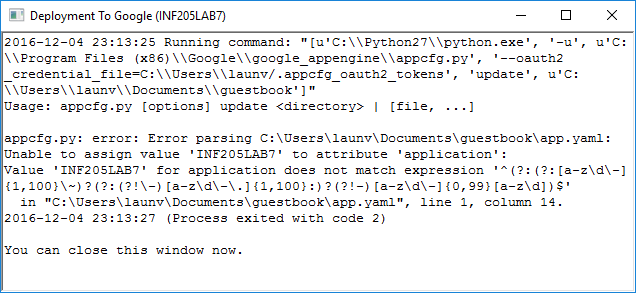 Deployment To Google (INF205LAB7)
2016-12-04 23:13:25 Running command: "[u'C:\\Python27\\python.exe', '-u', u'C:
\\Program Files (x86)\\Google\\google_appengine\\appcfg.py', '--oauth2
_credential_file=C:\\Users\\launv/.appcfg_oauth2_tokens', 'update', u'C:
\\Users\\launv\\Documents\\guestbook']"
Usage: appcfg.py [options] update <directory> | [file, ...]
appcfg.py: error: Error parsing C:\Users\launv\Documents\guestbook\app.yaml:
Unable to assign value 'INF205LAB7' to attribute 'application':
Value 'INF205LAB7' for application does not match expression '^(?:(?:[a-z\d\-]
{1,100}\~)?(?:(?!\-)[a-z\d\-\.]{1,100}:)?(?!-)[a-z\d\-]{0,99}[a-z\d])$'
in "C:\Users\launv\Documents\guestbook\app.yaml", line 1, column 14.
2016-12-04 23:13:27 (Process exited with code 2)
You can close this window now.